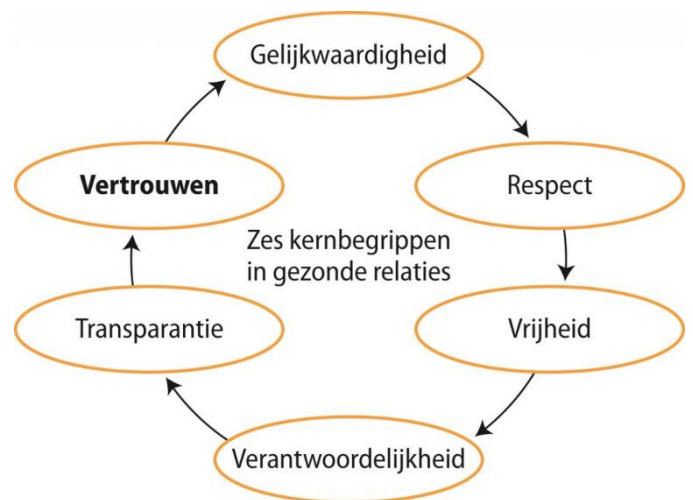 Gelijkwaardigheid
Vertrouwen
Respect
Zes kernbegrippen
in gezonde relaties
Transparantie
Vrijheid
Verantwoordelijkheid